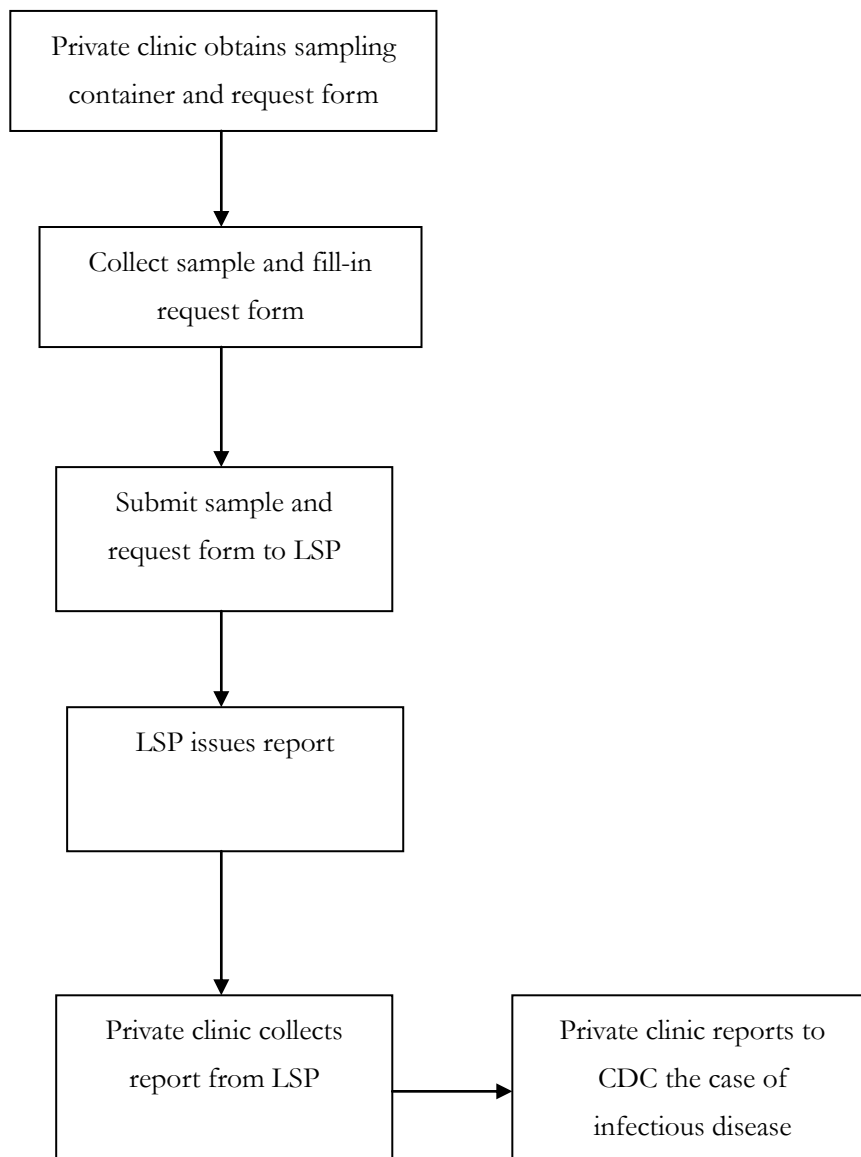 Private clinic obtains sampling
container and request form
Collect sample and fill-in
request form
Submit sample and
request form to LSP
LSP issues report
Private clinic collects
report from LSP
Private clinic reports to
CDC the case of
infectious disease